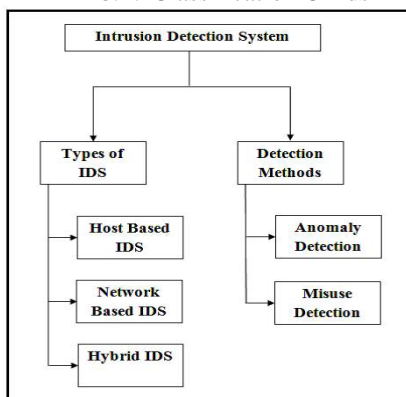 Intrusion Detection System
Types of
IDS
Detection
Methods
Host Based
IDS
Anomaly
Detection
Network
Based IDS
Misuse
Detection
Hybrid IDS